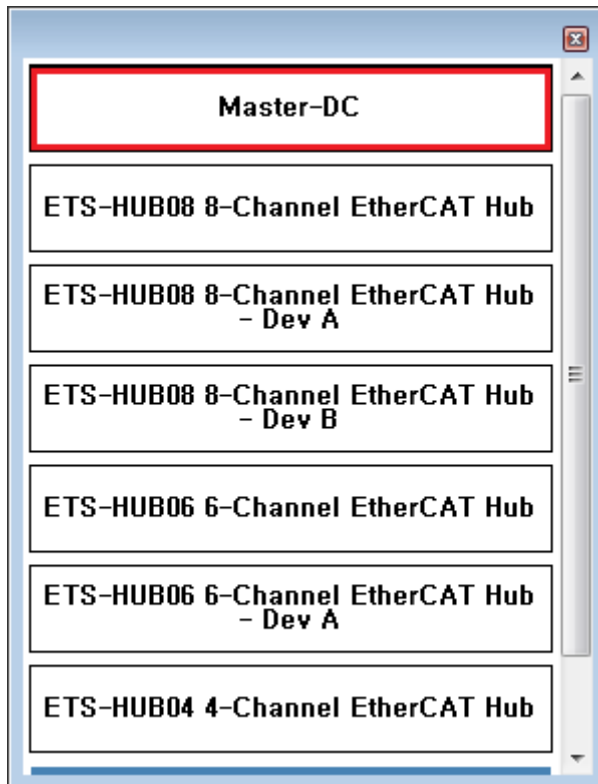 Master-DC
ETS-HUB08 8-Channel EtherCAT Hub
ETS-HUB08 8-Channel EtherCAT Hub
- Dev A
ETS-HUB08 8-Channel EtherCAT Hub
- Dev B
ETS-HUB06 6-Channel EtherCAT Hub
ETS-HUB06 6-Channel EtherCAT Hub
- Dev A
ETS-HUB04 4-Channel EtherCAT Hub